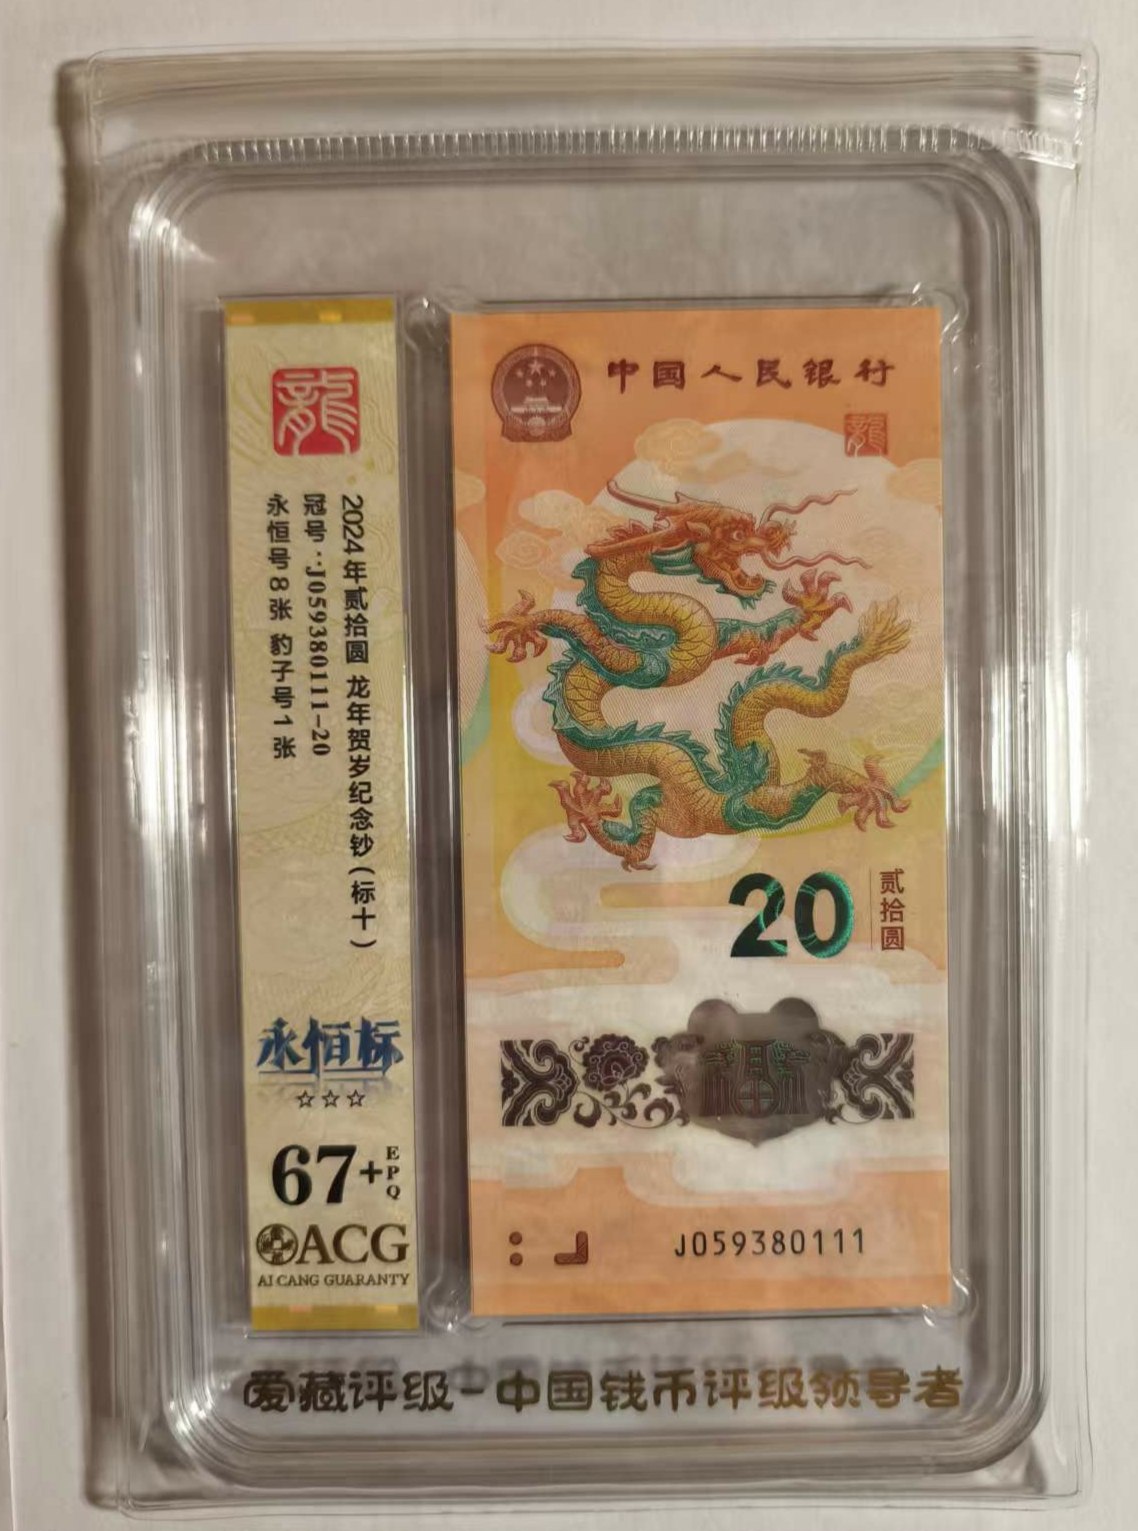 龍
2024年贰拾圆 龙年贺岁纪念钞(标十)
冠号:J059380111-20
永恒号8张 豹子号1张
永恒标
☆☆☆
67+
EPQ
ACG
AI CANG GUARANTY
中国人民银行
龍
20
贰拾圆
福
J059380111
爱藏评级-中国钱币评级领导者